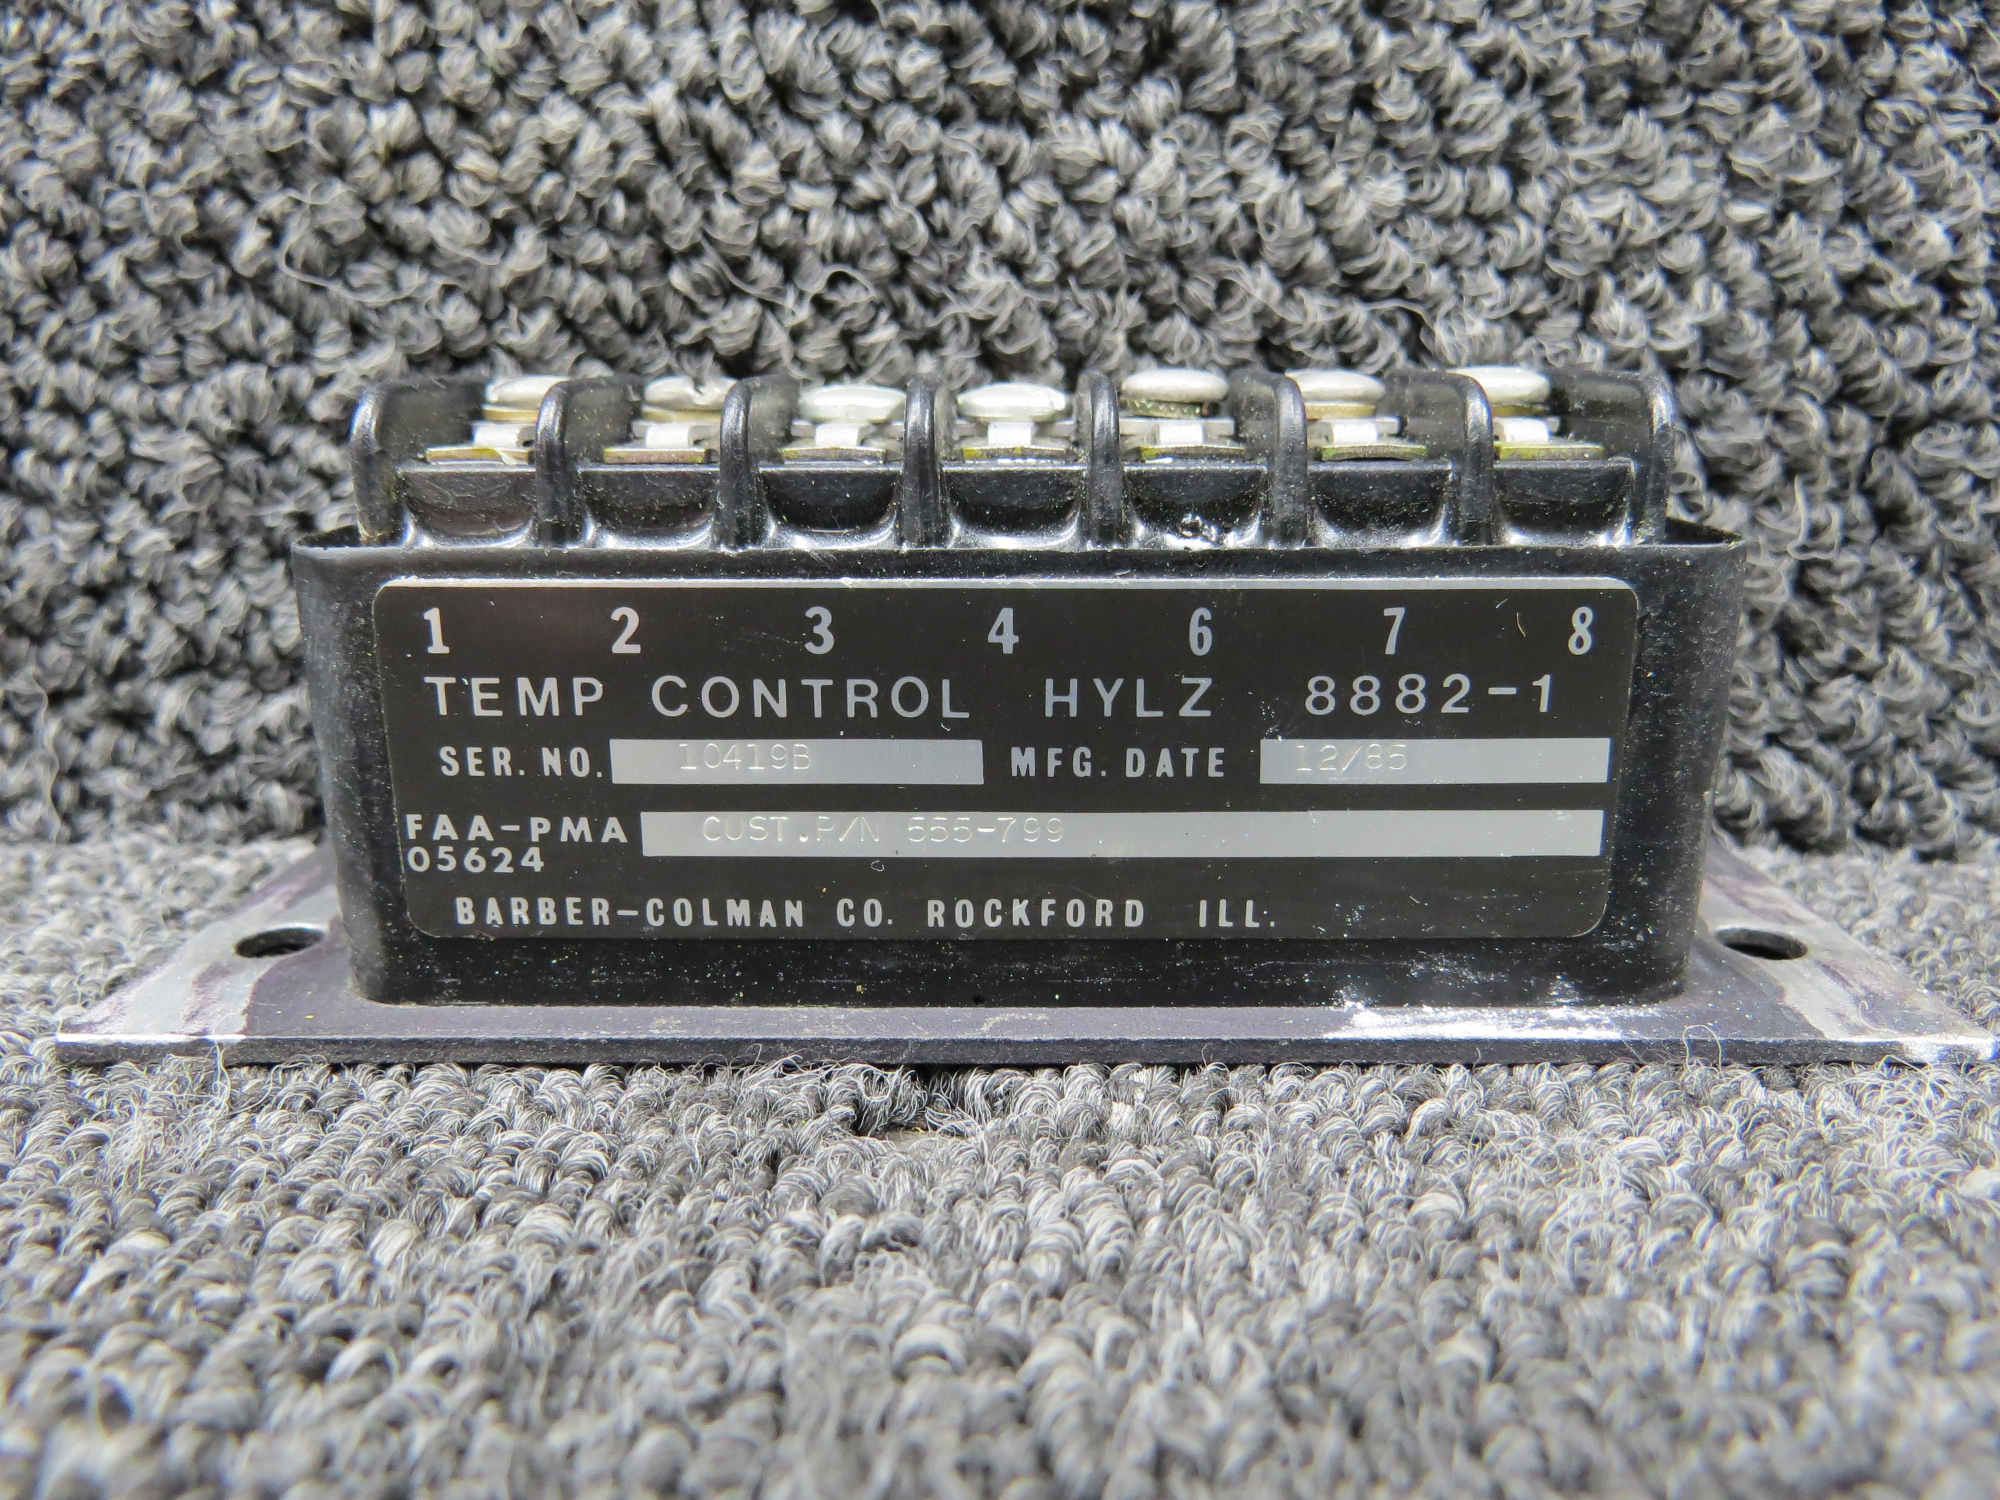 1 2 3 4 6 7 8
TEMP CONTROL HYLZ 8882-1
SER. NO. 10419B MFG. DATE 12/85
FAA-PMA CUST.P/N 555-799
05624
BARBER-COLMAN CO. ROCKFORD ILL.